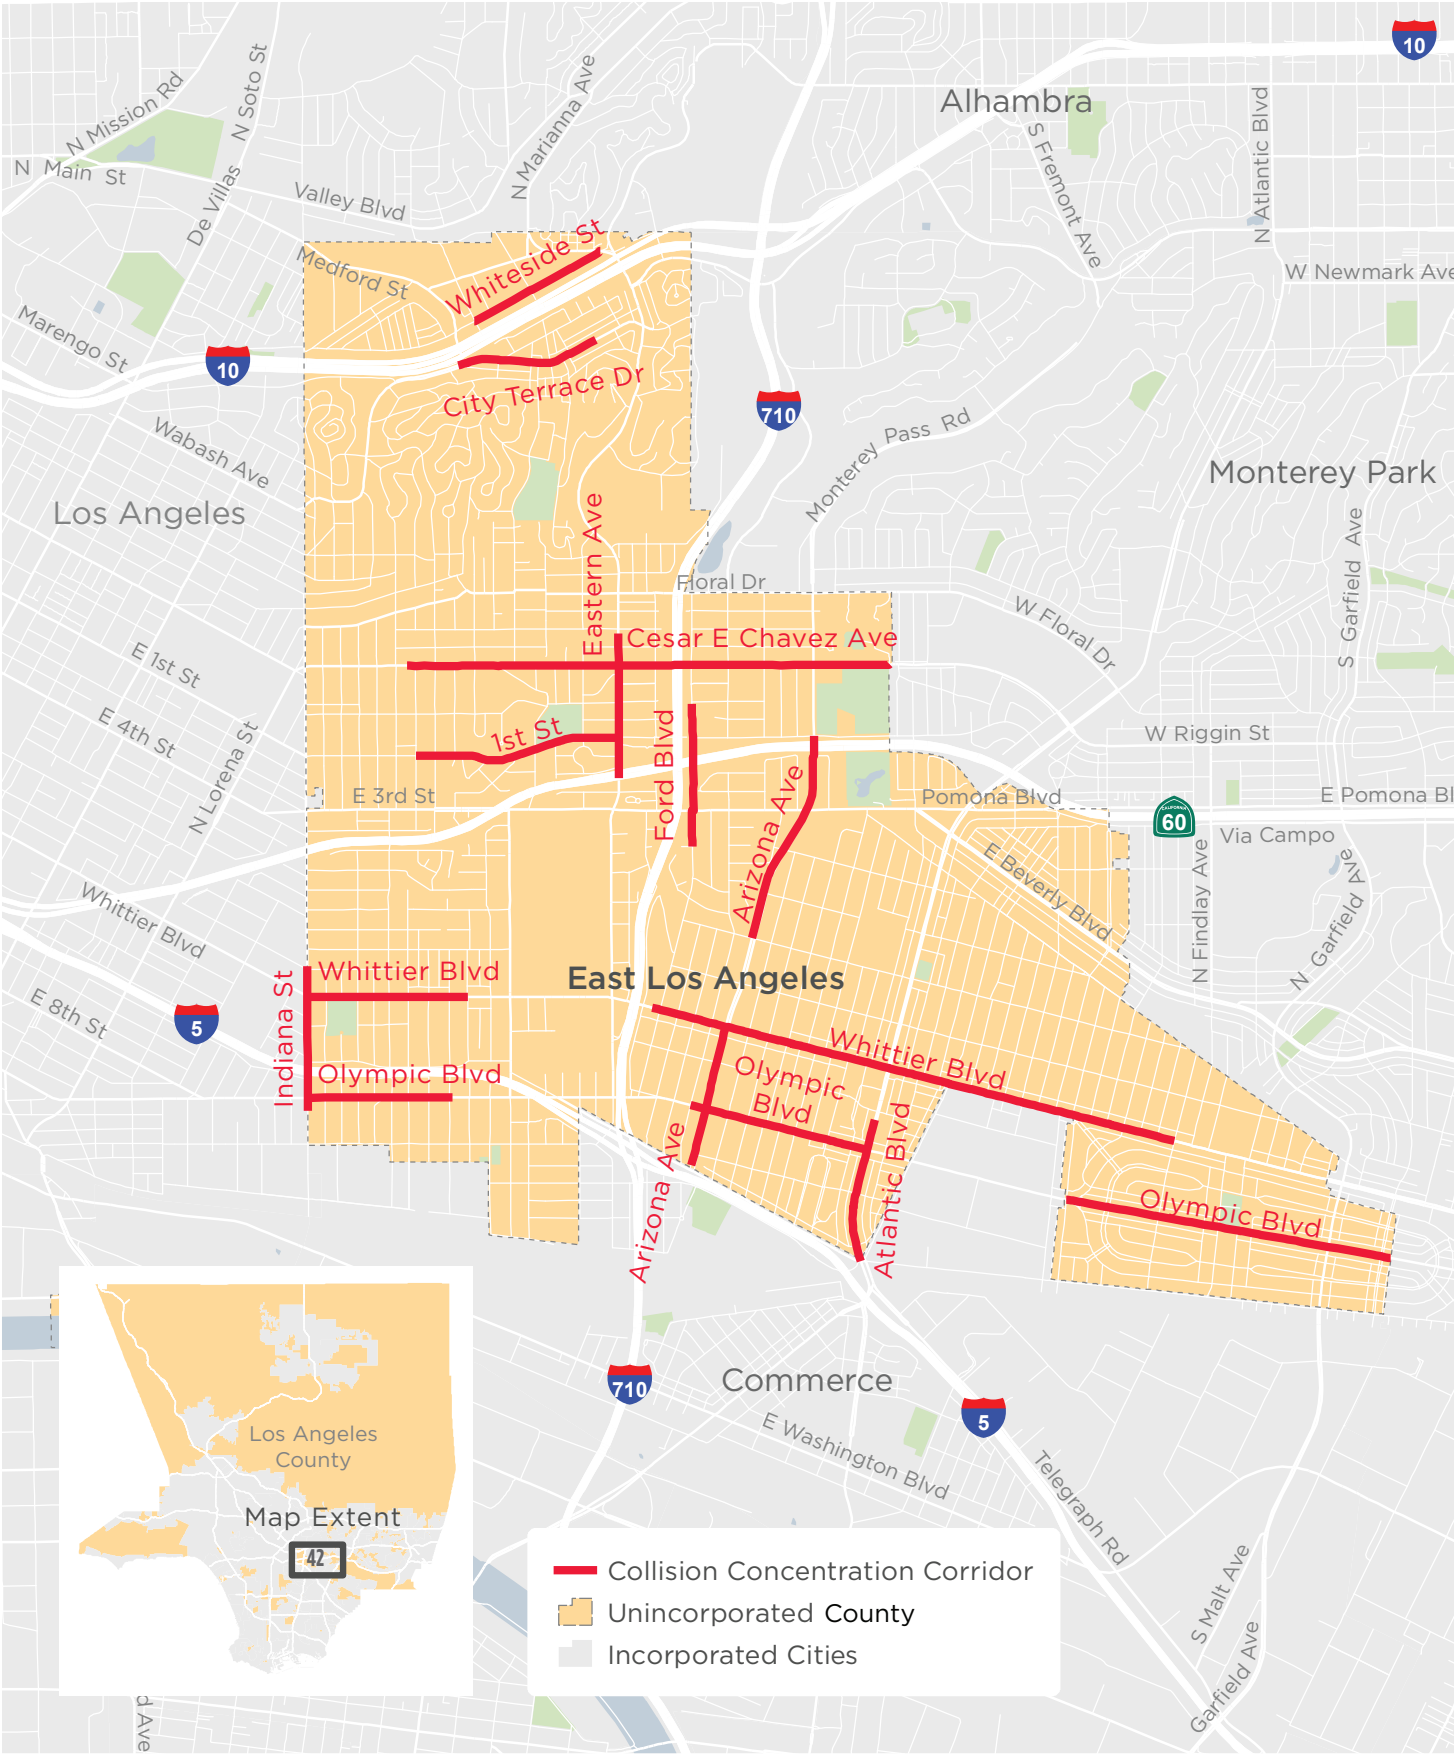 10
Alhambra
N Mission Rd
N Soto St
N Marianna Ave
S Fremont Ave
N Atlantic Blvd
N Main St
De Villas
Valley Blvd
Whiteside St
Medford St
W Newmark Ave
Marengo St
10
City Terrace Dr
710
Monterey Pass Rd
Wabash Ave
Monterey Park
Los Angeles
Eastern Ave
S Garfield Ave
Floral Dr
W Floral Dr
Cesar E Chavez Ave
E 1st St
E 4th St
N Lorena St
1st St
Ford Blvd
W Riggin St
Arizona Ave
E 3rd St
Pomona Blvd
E Pomona Bl
CALIFORNIA
60
Via Campo
E Beverly Blvd
N Findlay Ave
N Garfield Ave
Whittier Blvd
Whittier Blvd
East Los Angeles
Indiana St
E 8th St
5
Whittier Blvd
Olympic Blvd
Olympic
Blvd
Arizona Ave
Atlantic Blvd
Olympic Blvd
710
Commerce
5
E Washington Blvd
Telegraph Rd
S Malt Ave
Garfield Ave
Los Angeles
County
Map Extent
42
Collision Concentration Corridor
Unincorporated County
Incorporated Cities
d Ave